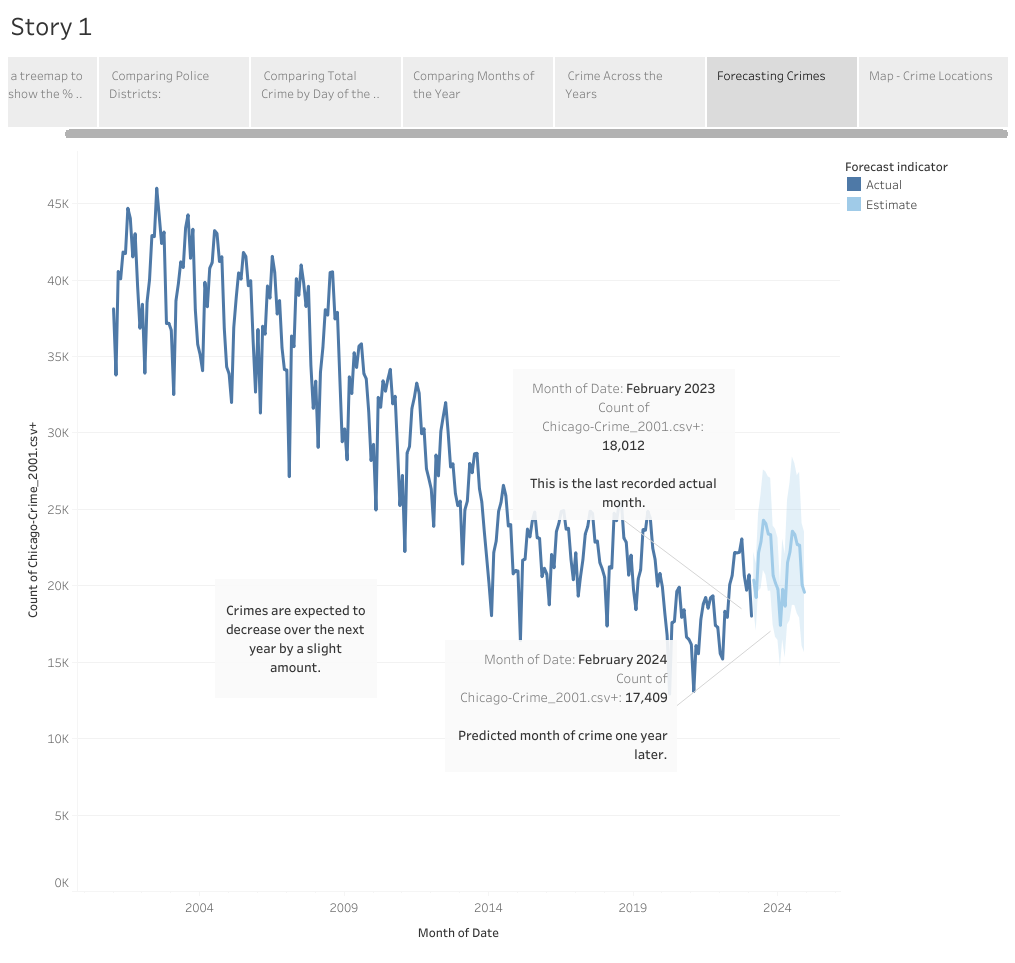 Story 1
a treemap to
show the % ..
Comparing Police
Districts:
Comparing Total
Crime by Day of the ..
Comparing Months of
the Year
Crime Across the
Years
Forecasting Crimes
Map - Crime Locations
Forecast indicator
Actual
Estimate
45K
40K
35K
30K
25K
20K
15K
10K
5K
0K
Count of Chicago-Crime_2001.csv+
Month of Date: February 2023
Count of
Chicago-Crime_2001.csv+:
18,012
This is the last recorded actual
month.
Crimes are expected to
decrease over the next
year by a slight
amount.
Month of Date: February 2024
Count of
Chicago-Crime_2001.csv+: 17,409
Predicted month of crime one year
later.
2004
2009
2014
2019
2024
Month of Date